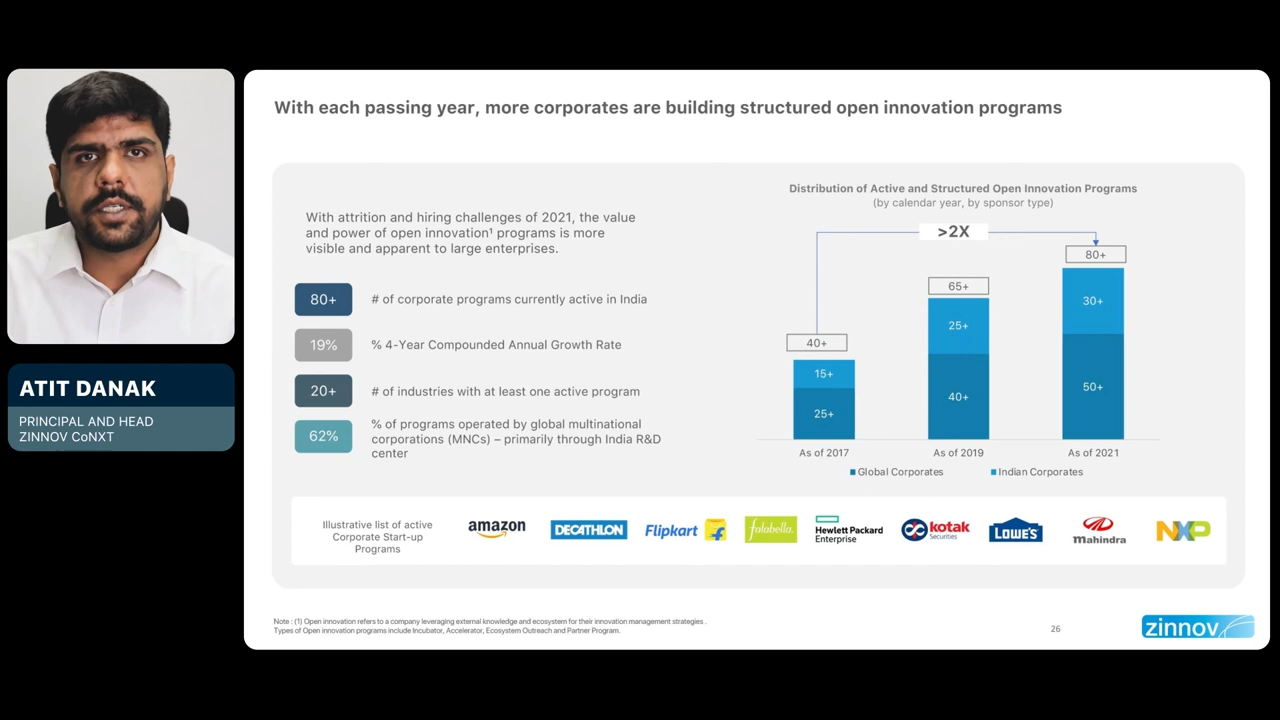 With each passing year, more corporates are building structured open innovation programs
With attrition and hiring challenges of 2021, the value
and power of open innovation¹ programs is more
visible and apparent to large enterprises.
80+
# of corporate programs currently active in India
19%
% 4-Year Compounded Annual Growth Rate
20+
# of industries with at least one active program
62%
% of programs operated by global multinational
corporations (MNCs) – primarily through India R&D
center
Distribution of Active and Structured Open Innovation Programs
(by calendar year, by sponsor type)
>2X
40+
15+
25+
65+
25+
40+
80+
30+
50+
As of 2017
As of 2019
As of 2021
Global Corporates
Indian Corporates
Illustrative list of active
Corporate Start-up
Programs
amazon
DECATHLON
Flipkart
falabella.
Hewlett Packard
Enterprise
kotak
Securities
LOWE'S
mahindra
NXP
Note : (1) Open innovation refers to a company leveraging external knowledge and ecosystem for their innovation management strategies .
Types of Open innovation programs include Incubator, Accelerator, Ecosystem Outreach and Partner Program.
26
zinnov
ATIT DANAK
PRINCIPAL AND HEAD
ZINNOV CoNXT